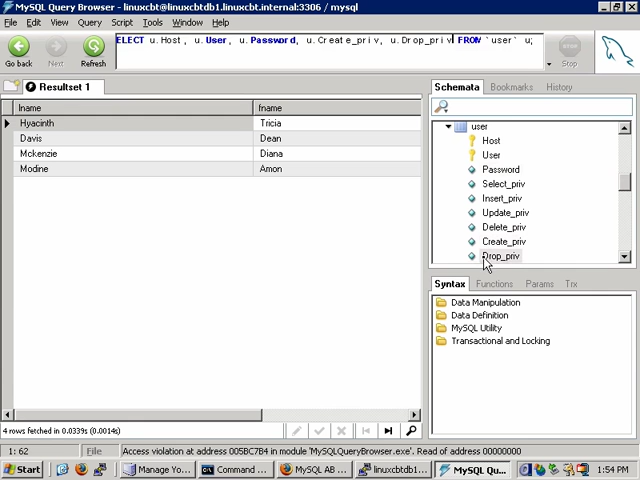 MySQL Query Browser - linuxcbt@linuxcbtdb1.linuxcbt.internal:3306 / mysql
File Edit View Query Script Tools Window Help
Go back Next Refresh ELECT u.Host, u.User, u.Password, u.Create_priv, u.Drop_priv FROM `user` u; Stop
Resultset 1
lname fname
Hyacinth Tricia
Davis Dean
Mckenzie Diana
Modine Amon
4 rows fetched in 0.0339s (0.0014s)
Schemata Bookmarks History
user
Host
User
Password
Select_priv
Insert_priv
Update_priv
Delete_priv
Create_priv
Drop_priv
Syntax Functions Params Trx
Data Manipulation
Data Definition
MySQL Utility
Transactional and Locking
1: 62 File Access violation at address 005BC7B4 in module 'MySQLQueryBrowser.exe'. Read of address 00000000
Start Manage Yo... Command ... MySQL AB ... linuxcbtdb1... MySQL Qu... 1:54 PM